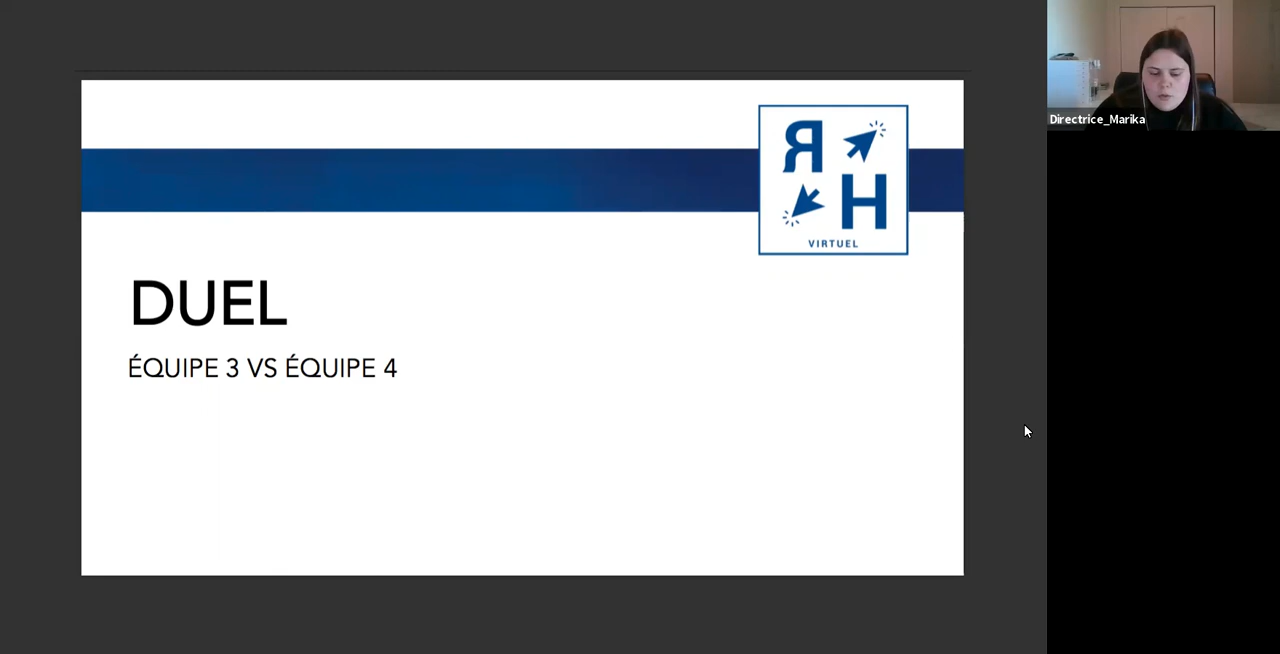 Directrice_Marika
R
H
VIRTUEL
DUEL
ÉQUIPE 3 VS ÉQUIPE 4